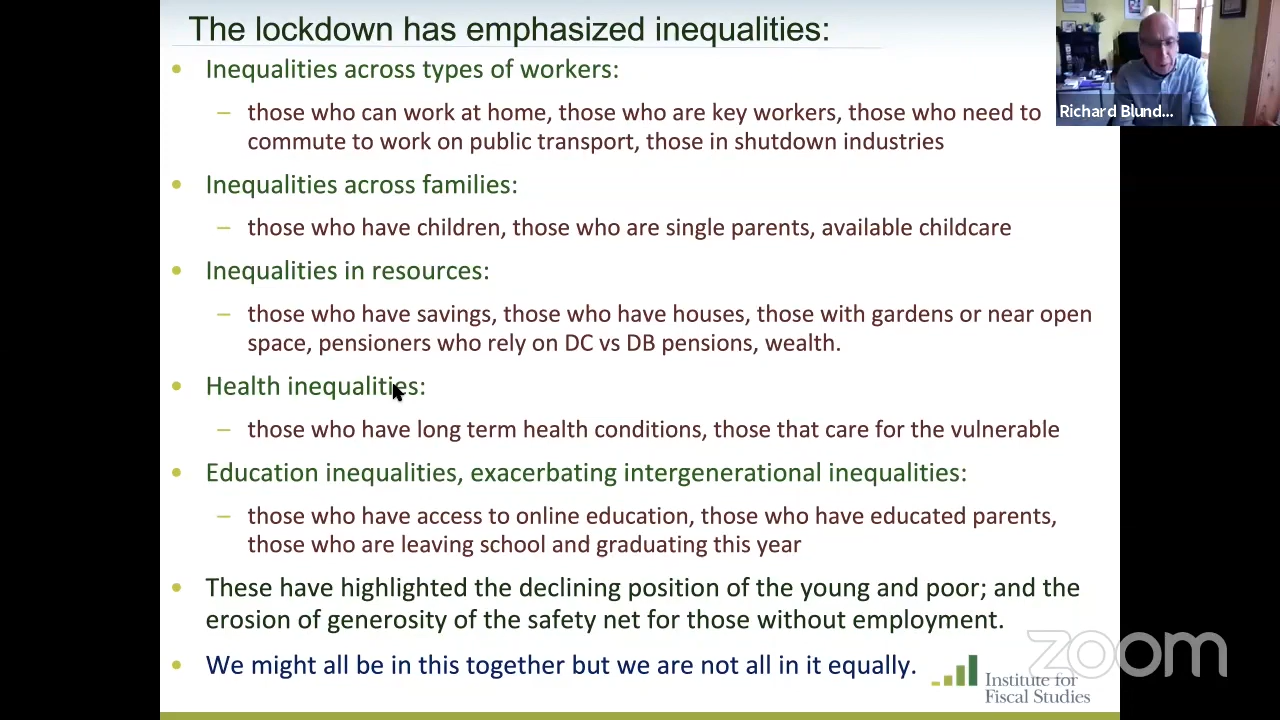 The lockdown has emphasized inequalities:
• Inequalities across types of workers:
– those who can work at home, those who are key workers, those who need to
commute to work on public transport, those in shutdown industries
• Inequalities across families:
– those who have children, those who are single parents, available childcare
• Inequalities in resources:
– those who have savings, those who have houses, those with gardens or near open
space, pensioners who rely on DC vs DB pensions, wealth.
• Health inequalities:
– those who have long term health conditions, those that care for the vulnerable
• Education inequalities, exacerbating intergenerational inequalities:
– those who have access to online education, those who have educated parents,
those who are leaving school and graduating this year
• These have highlighted the declining position of the young and poor; and the
erosion of generosity of the safety net for those without employment.
• We might all be in this together but we are not all in it equally.
Institute for
Fiscal Studies
zoom
Richard Blund...